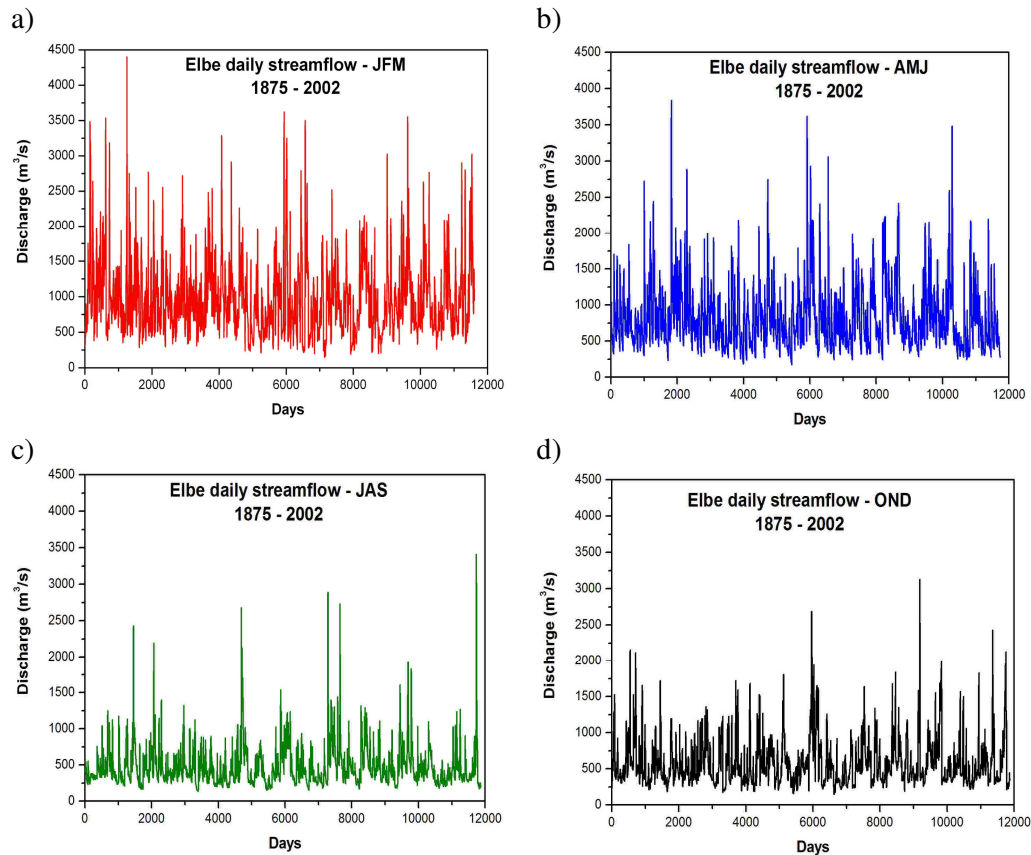 a)
Elbe daily streamflow - JFM
1875 - 2002
Discharge (m³/s)
4500
4000
3500
3000
2500
2000
1500
1000
500
0
0 2000 4000 6000 8000 10000 12000
Days
b)
Elbe daily streamflow - AMJ
1875 - 2002
Discharge (m³/s)
4500
4000
3500
3000
2500
2000
1500
1000
500
0
0 2000 4000 6000 8000 10000 12000
Days
c)
Elbe daily streamflow - JAS
1875 - 2002
Discharge (m³/s)
4500
4000
3500
3000
2500
2000
1500
1000
500
0
0 2000 4000 6000 8000 10000 12000
Days
d)
Elbe daily streamflow - OND
1875 - 2002
Discharge (m³/s)
4500
4000
3500
3000
2500
2000
1500
1000
500
0
0 2000 4000 6000 8000 10000 12000
Days